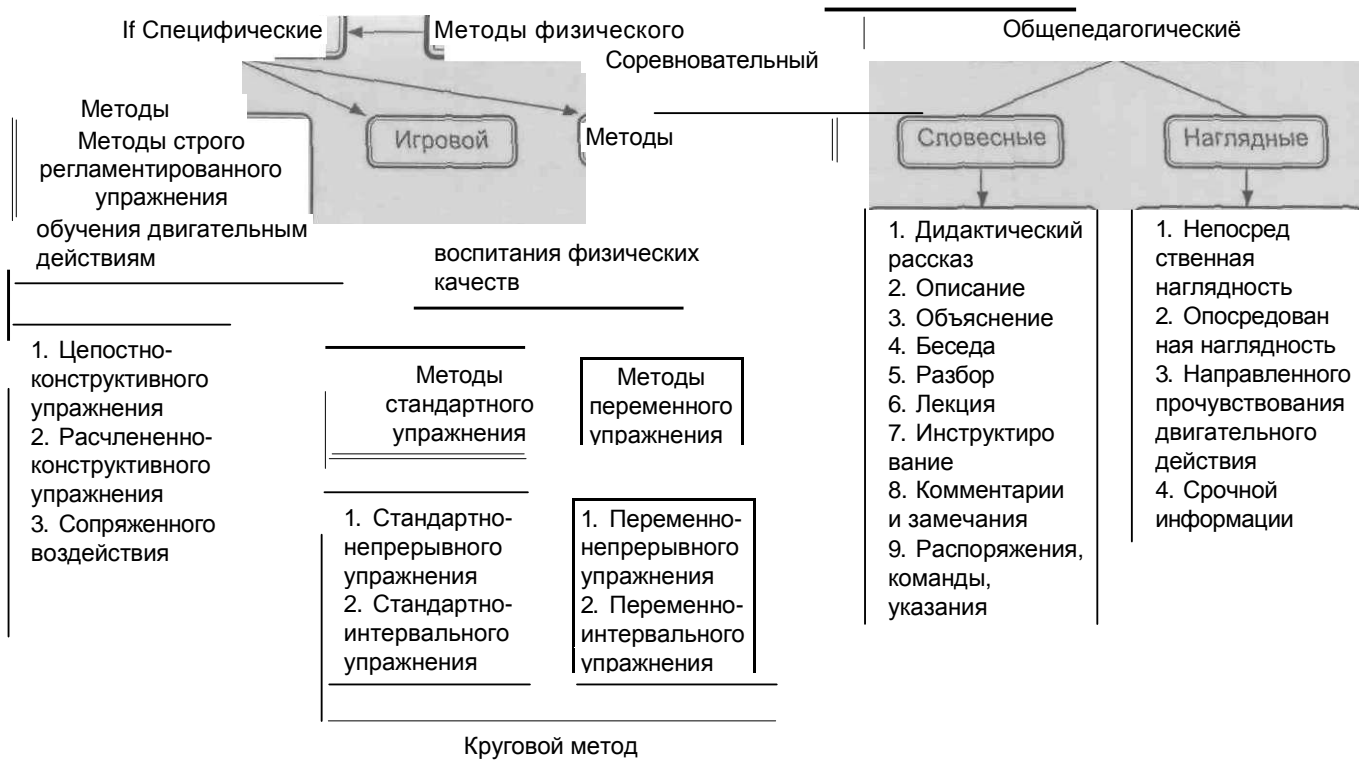 If Специфические
Методы физического
Общепедагогическиё
Соревновательный
Методы
Методы строго
регламентированного
упражнения
Игровой
Методы
Словесные
Наглядные
обучения двигательным
действиям
воспитания физических
качеств
1. Цепостно-
конструктивного
упражнения
2. Расчлененно-
конструктивного
упражнения
3. Сопряженного
воздействия
Методы
стандартного
упражнения
Методы
переменного
упражнения
1. Стандартно-
непрерывного
упражнения
2. Стандартно-
интервального
упражнения
1. Переменно-
непрерывного
упражнения
2. Переменно-
интервального
упражнения
Круговой метод
1. Дидактический
рассказ
2. Описание
3. Объяснение
4. Беседа
5. Разбор
6. Лекция
7. Инструктиро
вание
8. Комментарии
и замечания
9. Распоряжения,
команды,
указания
1. Непосред
ственная
наглядность
2. Опосредован
ная наглядность
3. Направленного
прочувствования
двигательного
действия
4. Срочной
информации